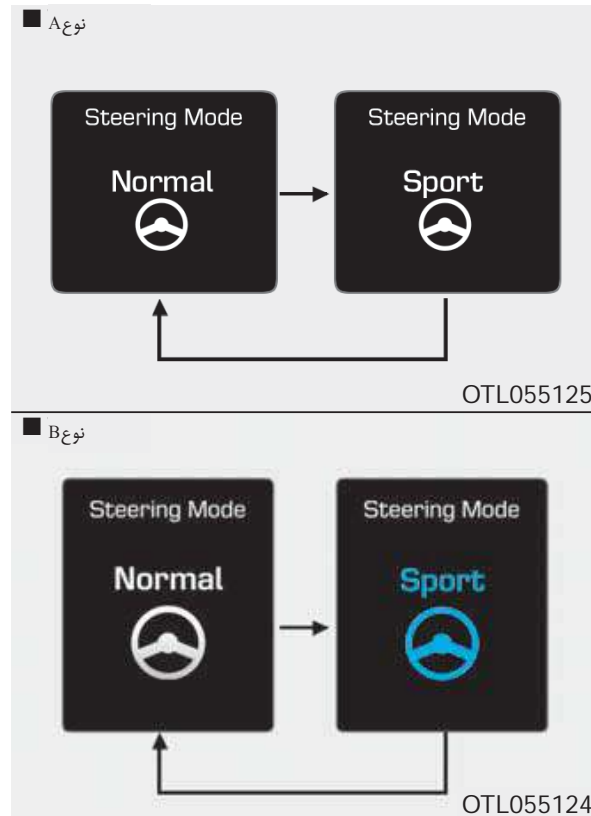 ■ نوعA
Steering Mode Steering Mode
Normal Sport
OTL055125
■ نوعB
Steering Mode Steering Mode
Normal Sport
OTL055124